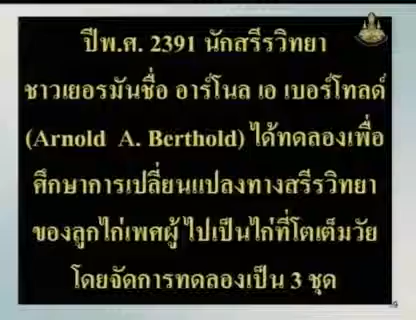 ปีพ.ศ. 2391 นักสรีรวิทยา
ชาวเยอรมันชื่อ อาร์โนล เอ เบอร์โทลด์
(Arnold A. Berthold) ได้ทดลองเพื่อ
ศึกษาการเปลี่ยนแปลงทางสรีรวิทยา
ของลูกไก่เพศผู้ ไปเป็นไก่ที่โตเต็มวัย
โดยจัดการทดลองเป็น 3 ชุด